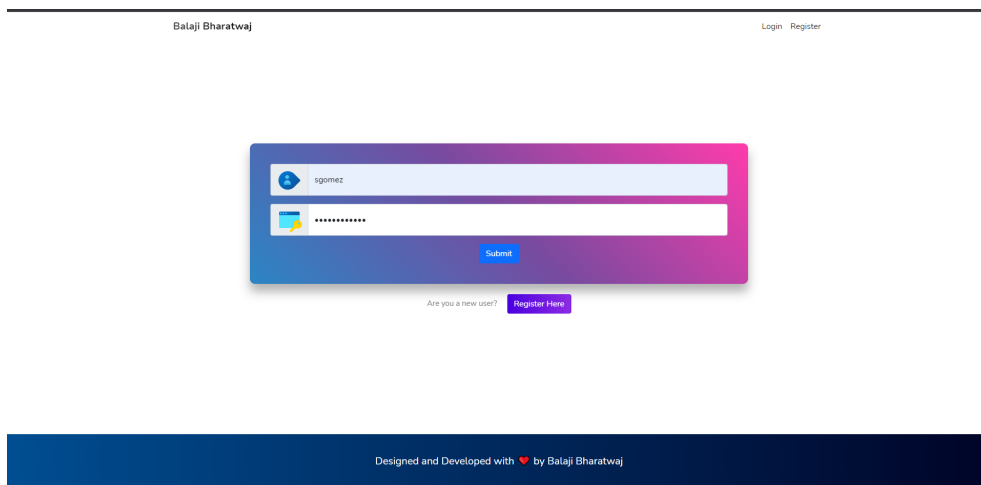 Balaji Bharatwaj
Login Register
sgomez
••••••••••••
Submit
Are you a new user? Register Here
Designed and Developed with ❤ by Balaji Bharatwaj